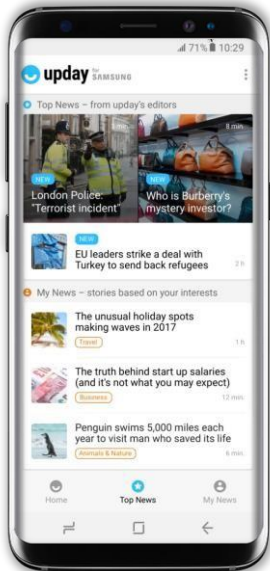 71% 10:29
upday for SAMSUNG
Top News – from upday's editors
5 min
NEW
London Police:
"Terrorist incident"
8 min
NEW
Who is Burberry's
mystery investor?
NEW
EU leaders strike a deal with
Turkey to send back refugees
2 h
My News – stories based on your interests
The unusual holiday spots
making waves in 2017
Travel
1 h
The truth behind start up salaries
(and it's not what you may expect)
Business
12 min
Penguin swims 5,000 miles each
year to visit man who saved its life
Animals & Nature
6 min
Home
Top News
My News